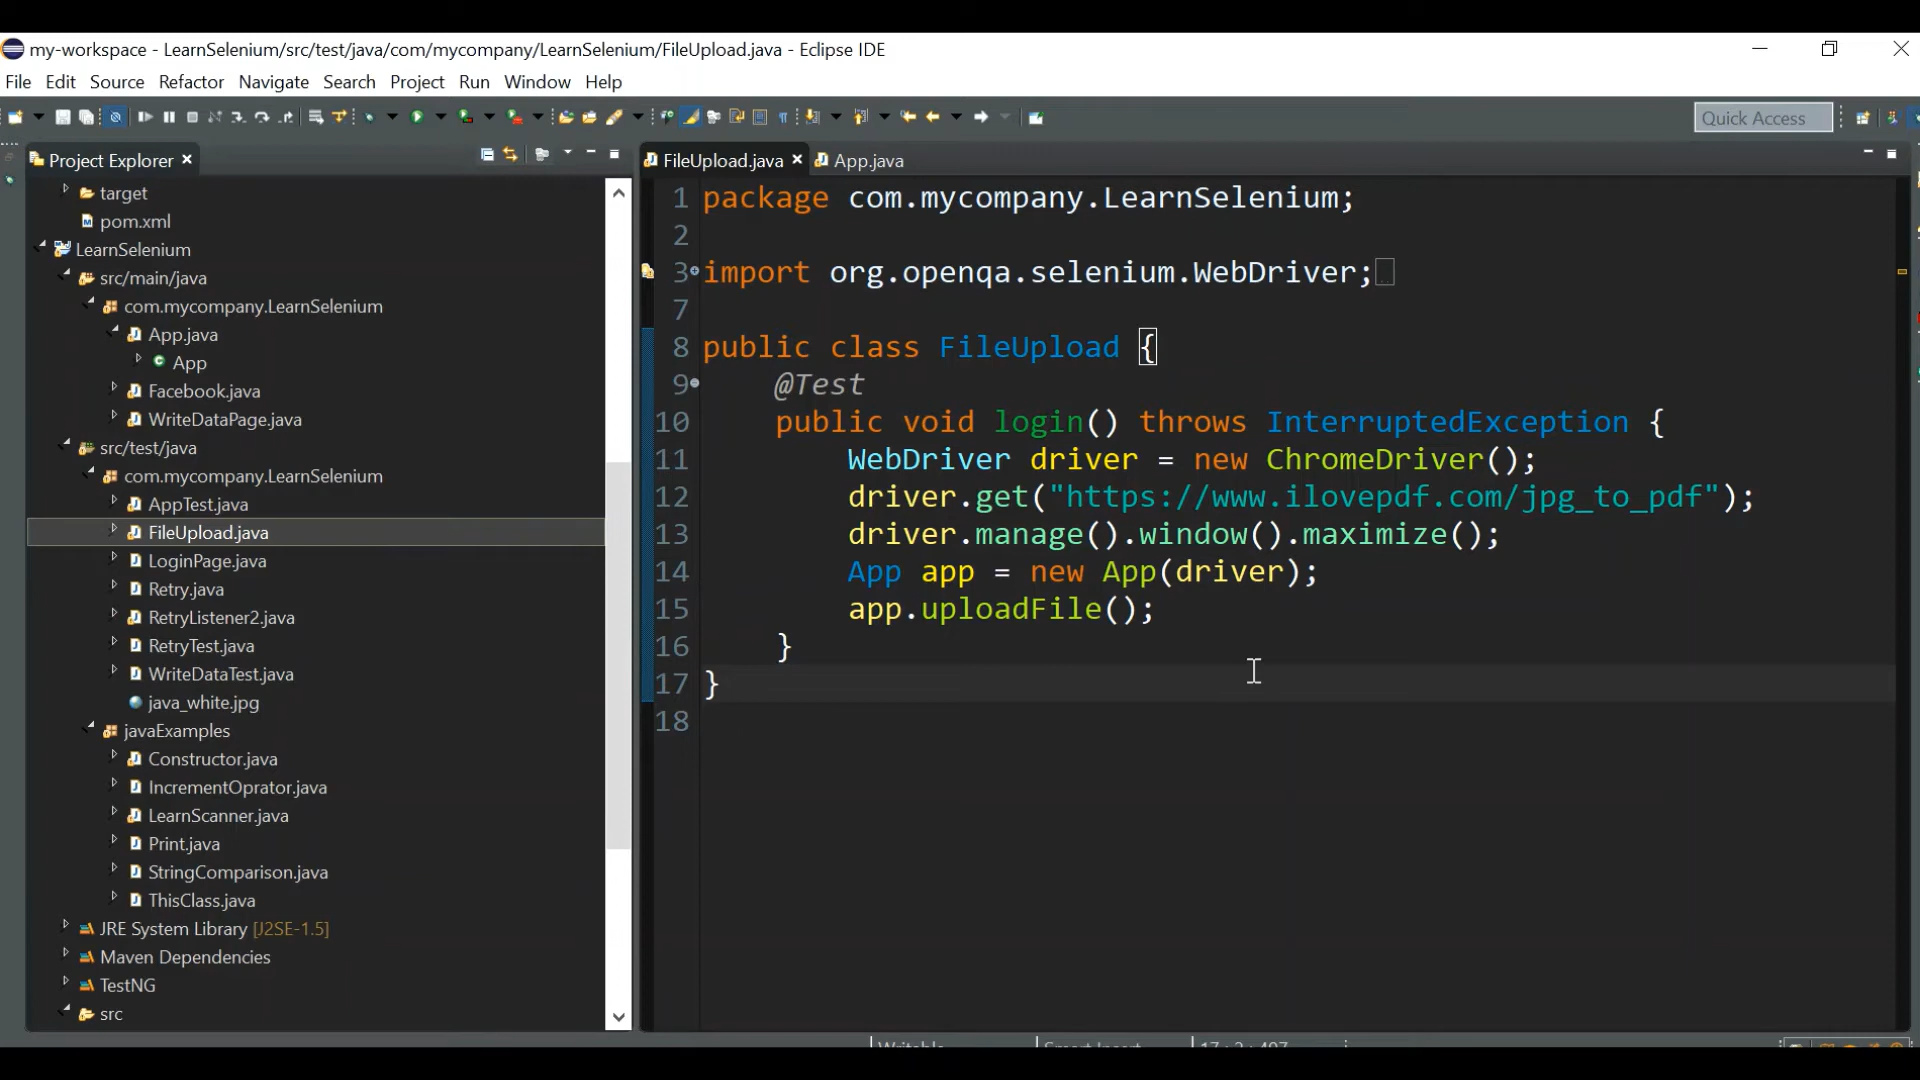 my-workspace - LearnSelenium/src/test/java/com/mycompany/LearnSelenium/FileUpload.java - Eclipse IDE
File Edit Source Refactor Navigate Search Project Run Window Help
Quick Access
Project Explorer
target
pom.xml
LearnSelenium
src/main/java
com.mycompany.LearnSelenium
App.java
App
Facebook.java
WriteDataPage.java
src/test/java
com.mycompany.LearnSelenium
AppTest.java
FileUpload.java
LoginPage.java
Retry.java
RetryListener2.java
RetryTest.java
WriteDataTest.java
java_white.jpg
javaExamples
Constructor.java
IncrementOprator.java
LearnScanner.java
Print.java
StringComparison.java
ThisClass.java
JRE System Library [J2SE-1.5]
Maven Dependencies
TestNG
src
FileUpload.java App.java
1 package com.mycompany.LearnSelenium;
2
3 import org.openqa.selenium.WebDriver;
7
8 public class FileUpload {
9 @Test
10 public void login() throws InterruptedException {
11 WebDriver driver = new ChromeDriver();
12 driver.get("https://www.ilovepdf.com/jpg_to_pdf");
13 driver.manage().window().maximize();
14 App app = new App(driver);
15 app.uploadFile();
16 }
17 }
18